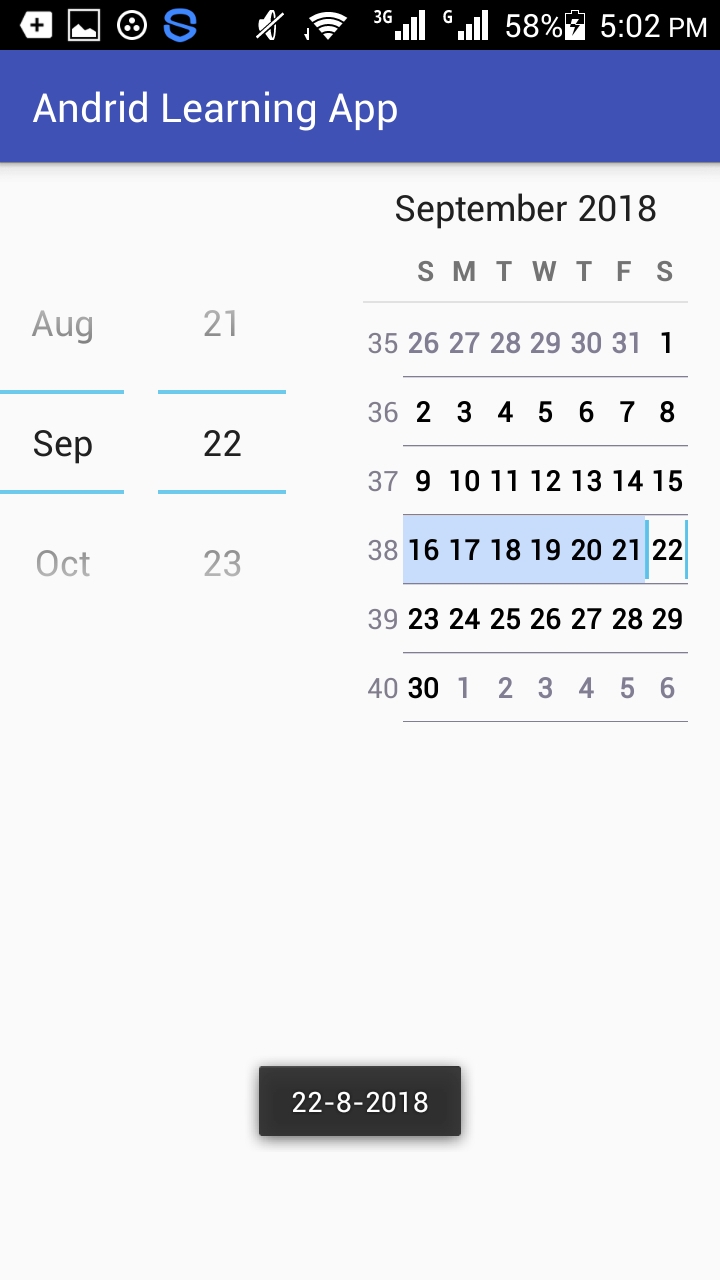 3G G 58% 5:02 PM
Andrid Learning App
September 2018
S M T W T F S
Aug 21
35 26 27 28 29 30 31 1
36 2 3 4 5 6 7 8
Sep 22
37 9 10 11 12 13 14 15
38 16 17 18 19 20 21 22
Oct 23
39 23 24 25 26 27 28 29
40 30 1 2 3 4 5 6
22-8-2018